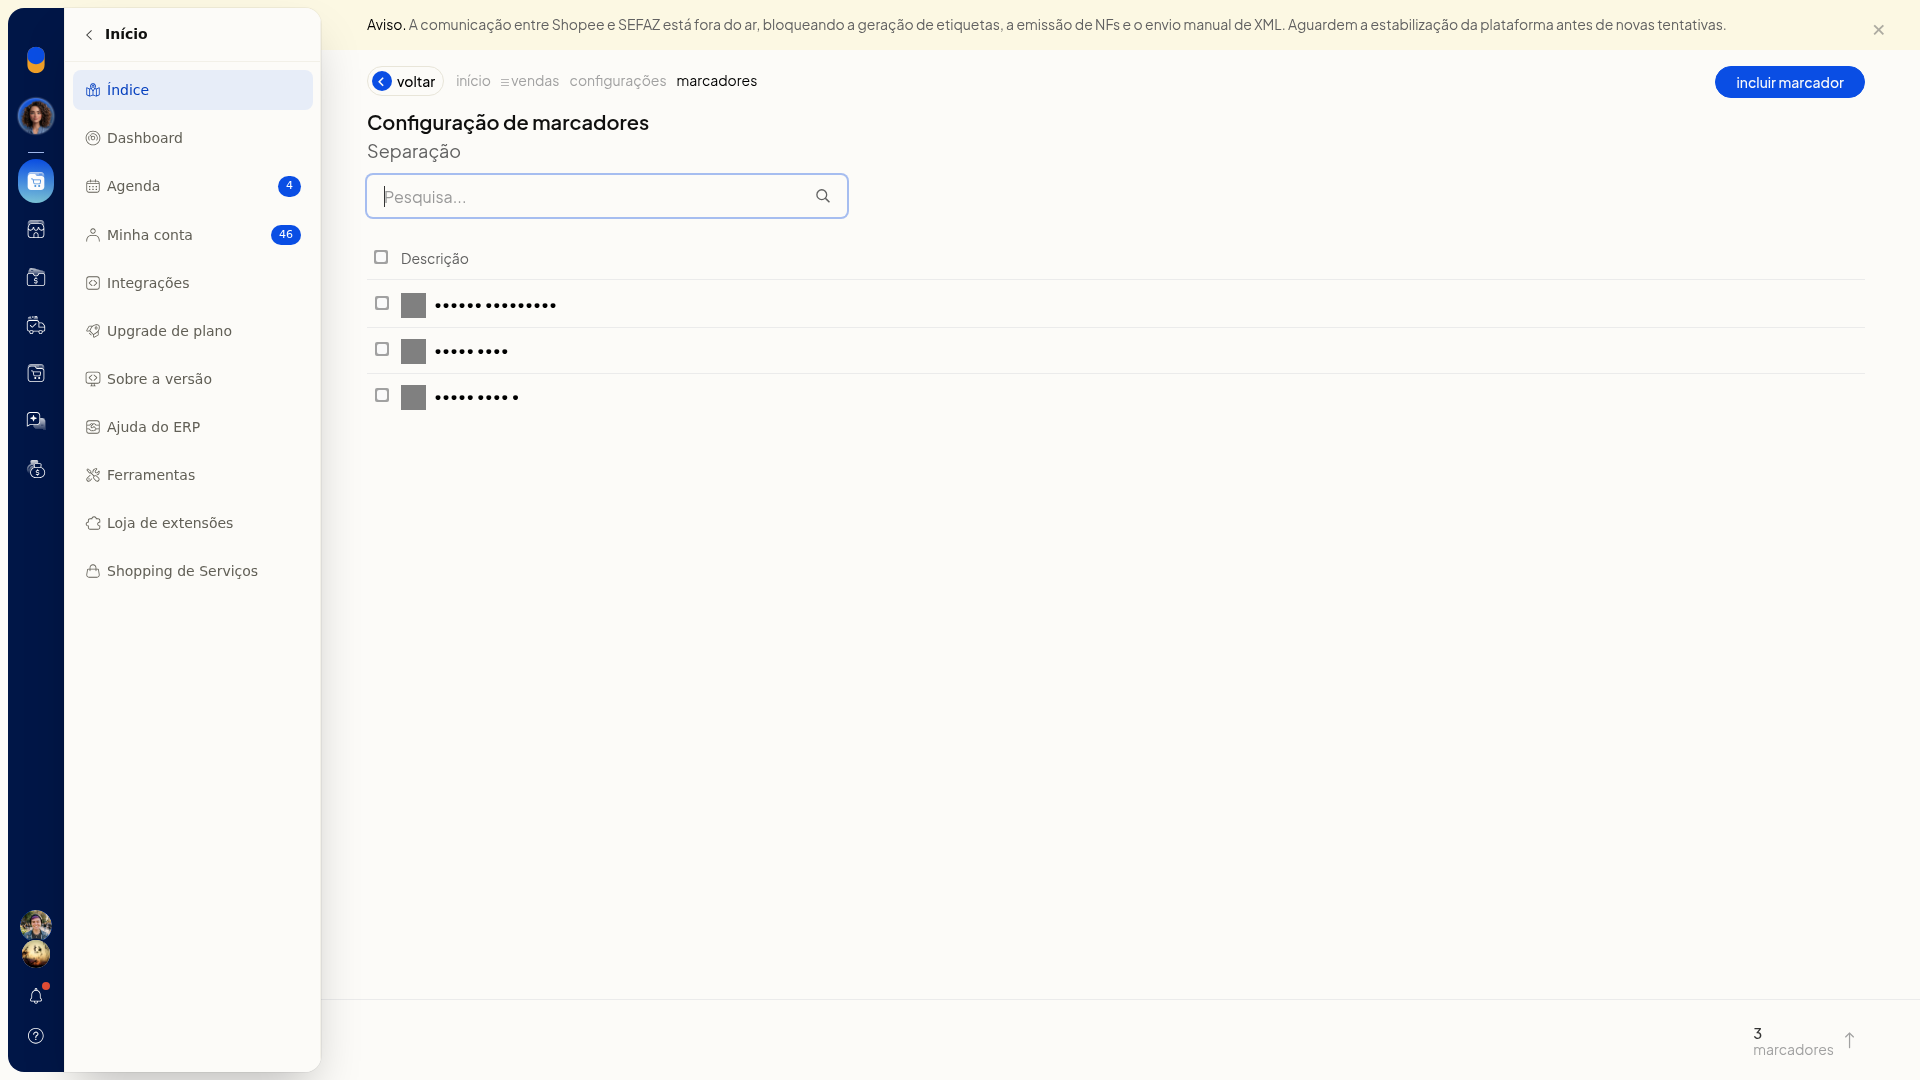 Início
Índice
Dashboard
Agenda 4
Minha conta 46
Integrações
Upgrade de plano
Sobre a versão
Ajuda do ERP
Ferramentas
Loja de extensões
Shopping de Serviços
Aviso. A comunicação entre Shopee e SEFAZ está fora do ar, bloqueando a geração de etiquetas, a emissão de NFs e o envio manual de XML. Aguardem a estabilização da plataforma antes de novas tentativas.
voltar início vendas configurações marcadores
incluir marcador
Configuração de marcadores
Separação
Pesquisa...
Descrição
•••••• •••••••••
••••• ••••
••••• •••• •
3
marcadores